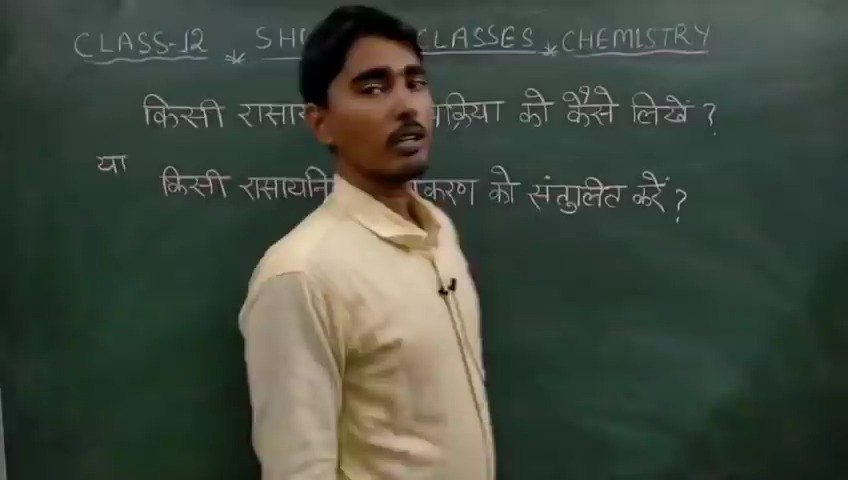 CLASS-12 * SH CLASSES * CHEMISTRY
किसी रासाय क्रिया को कैसे लिखें ?
या
किसी रासायनि करण को संतुलित करें ?